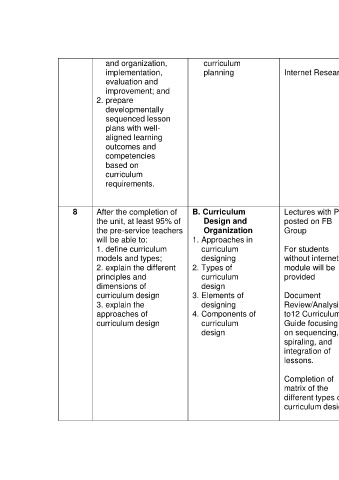 and organization,
implementation,
evaluation and
improvement; and
2. prepare
developmentally
sequenced lesson
plans with well-
aligned learning
outcomes and
competencies
based on
curriculum
requirements.
curriculum
planning
Internet Resear
8
After the completion of
the unit, at least 95% of
the pre-service teachers
will be able to:
1. define curriculum
models and types;
2. explain the different
principles and
dimensions of
curriculum design
3. explain the
approaches of
curriculum design
B. Curriculum
Design and
Organization
1. Approaches in
curriculum
designing
2. Types of
curriculum
design
3. Elements of
designing
4. Components of
curriculum
design
Lectures with P
posted on FB
Group
For students
without internet
module will be
provided
Document
Review/Analysi
to12 Curriculum
Guide focusing
on sequencing,
spiraling, and
integration of
lessons.
Completion of
matrix of the
different types o
curriculum desi